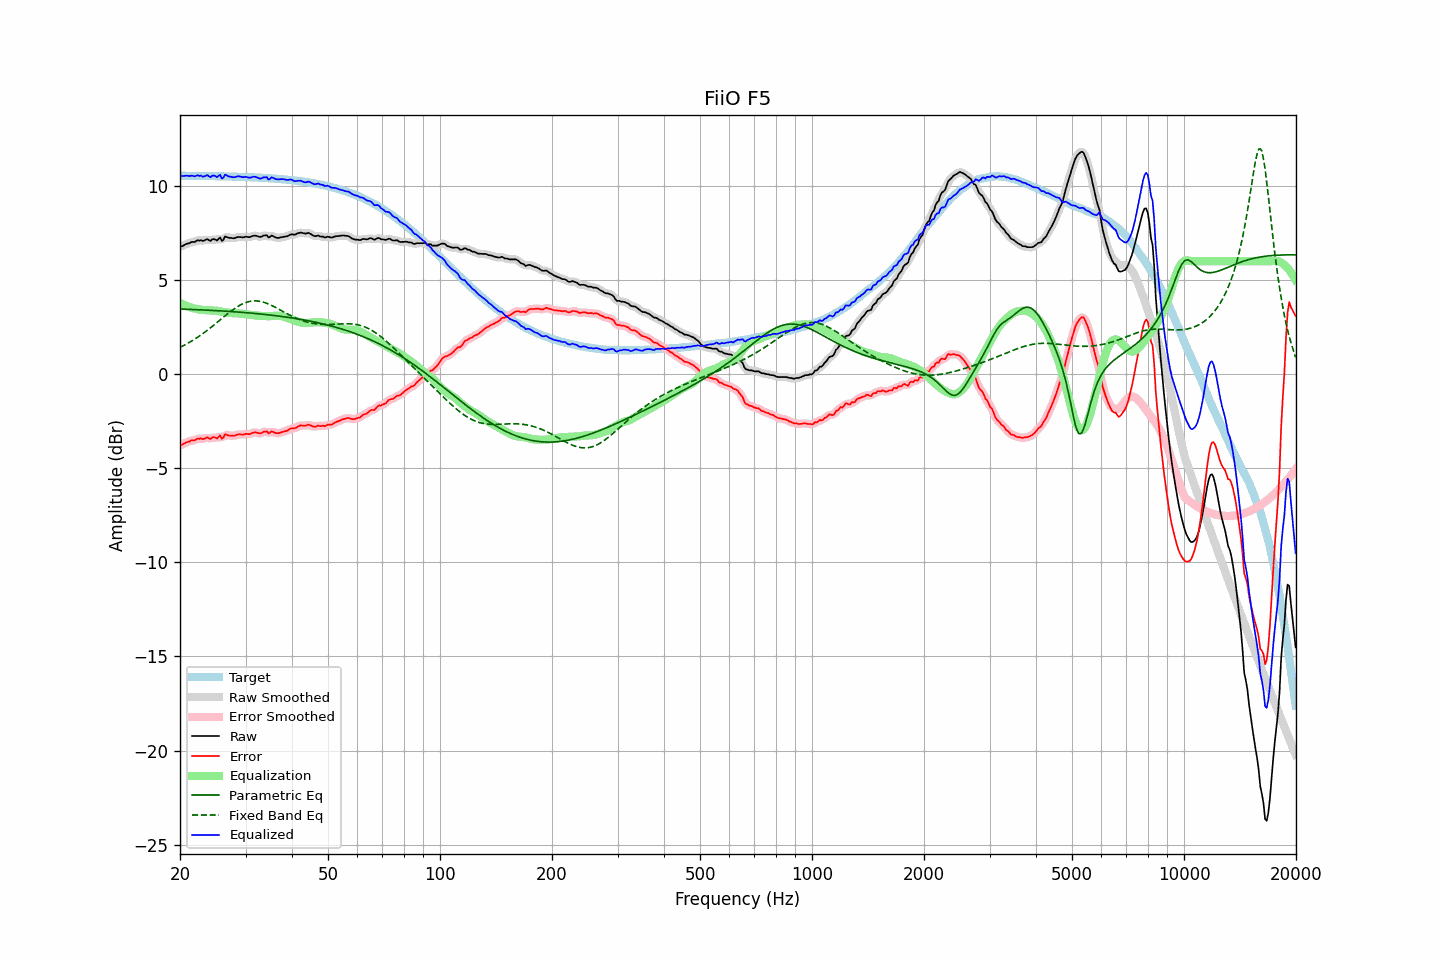 FiiO F5
Amplitude (dBr)
10
5
0
−5
−10
−15
−20
−25
Target
Raw Smoothed
Error Smoothed
Raw
Error
Equalization
Parametric Eq
Fixed Band Eq
Equalized
20 50 100 200 500 1000 2000 5000 10000 20000
Frequency (Hz)